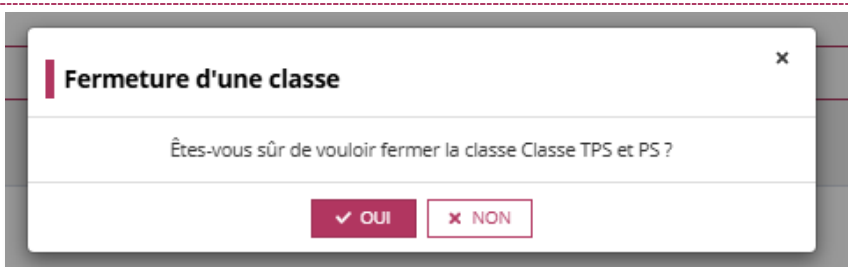 Fermeture d'une classe
Êtes-vous sûr de vouloir fermer la classe Classe TPS et PS ?
OUI
NON